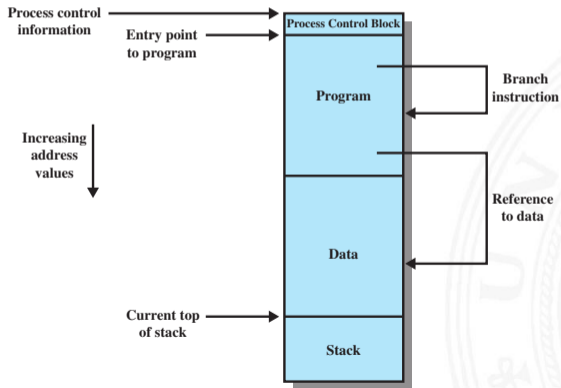 Process control
information
Process Control Block
Entry point
to program
Program
Branch
instruction
Increasing
address
values
Reference
to data
Data
Current top
of stack
Stack